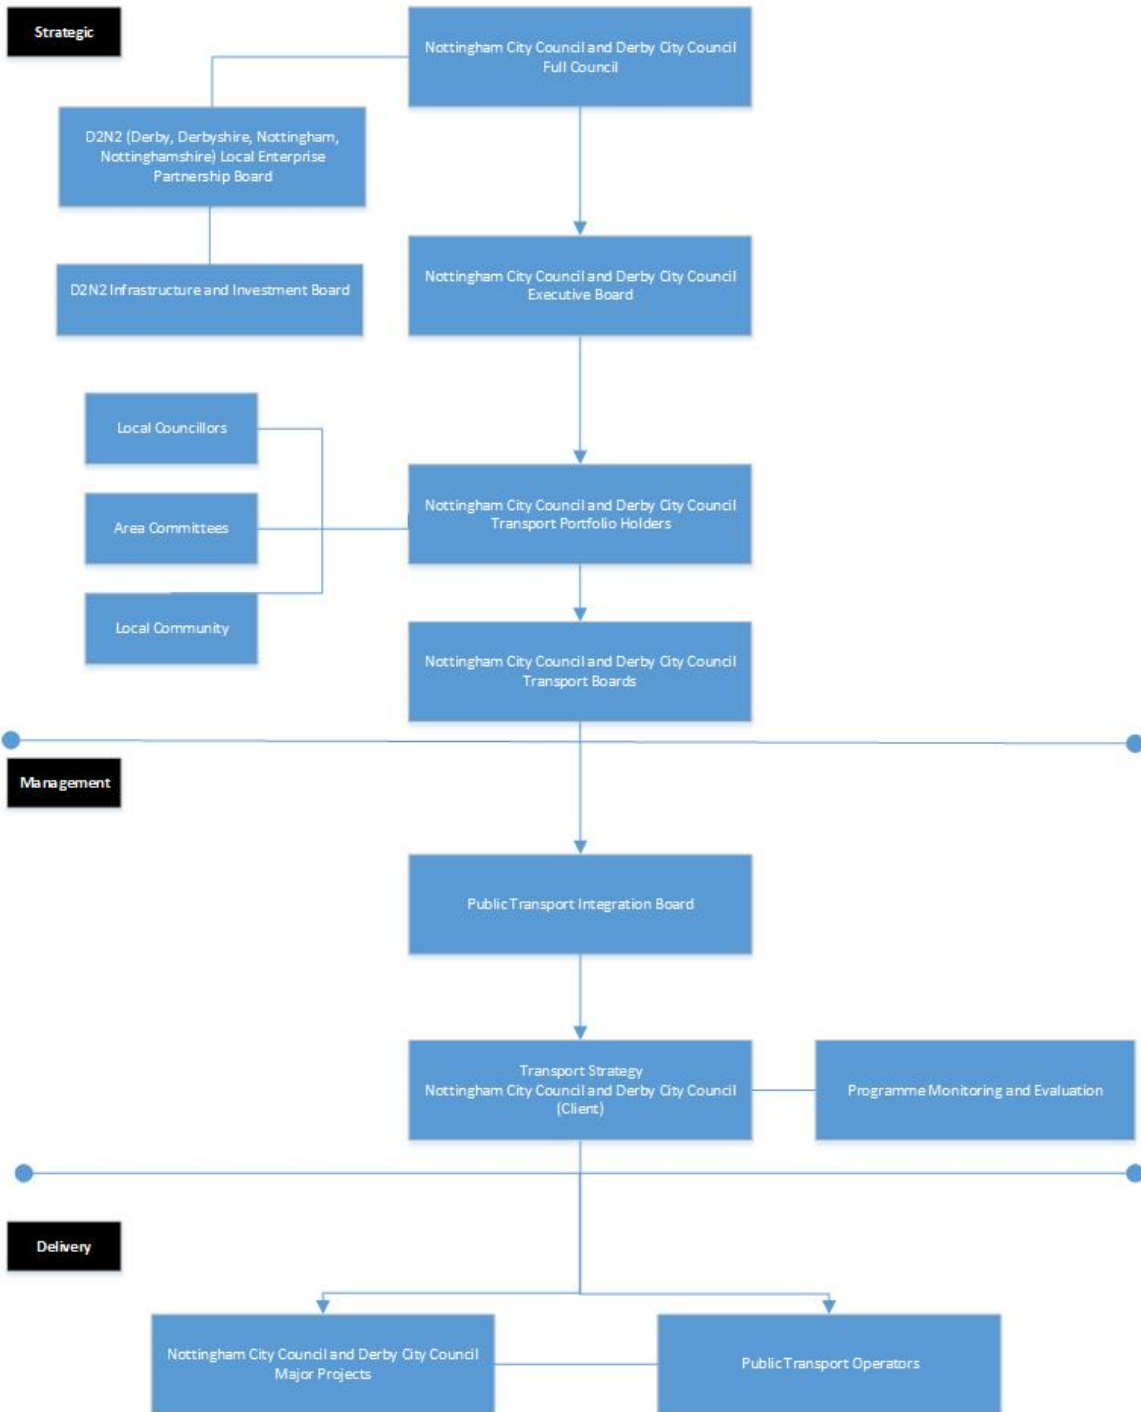 Strategic
Nottingham City Council and Derby City Council
Full Council
D2N2 (Derby, Derbyshire, Nottingham,
Nottinghamshire) Local Enterprise
Partnership Board
D2N2 Infrastructure and Investment Board
Nottingham City Council and Derby City Council
Executive Board
Local Councillors
Area Committees
Local Community
Nottingham City Council and Derby City Council
Transport Portfolio Holders
Nottingham City Council and Derby City Council
Transport Boards
Management
Public Transport Integration Board
Transport Strategy
Nottingham City Council and Derby City Council
(Client)
Programme Monitoring and Evaluation
Delivery
Nottingham City Council and Derby City Council
Major Projects
Public Transport Operators